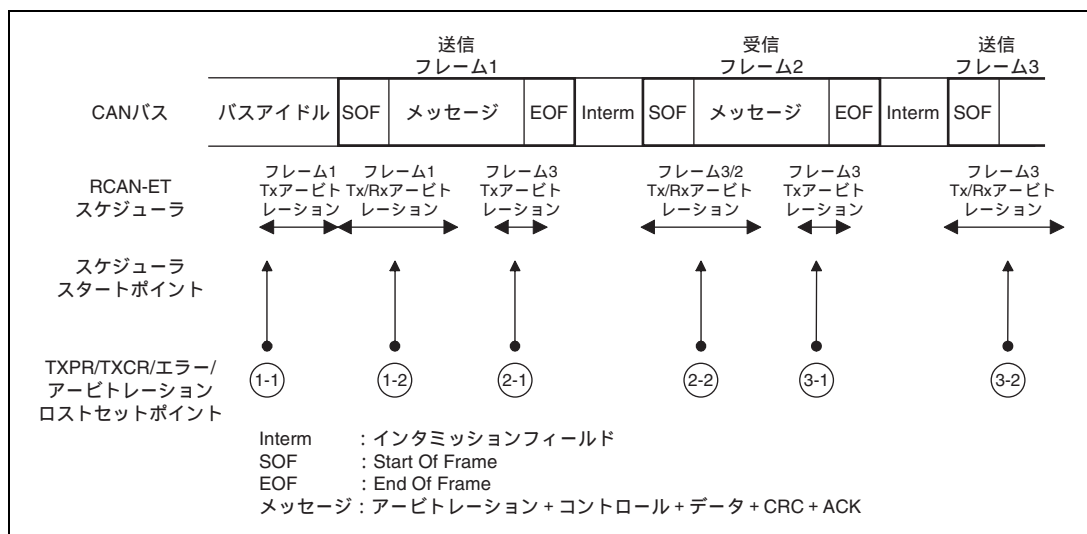 送信
フレーム1
受信
フレーム2
送信
フレーム3
CANバス
バスアイドル
SOF
メッセージ
EOF
Interm
SOF
メッセージ
EOF
Interm
SOF
RCAN-ET
スケジューラ
フレーム1
Txアービト
レーション
フレーム1
Tx/Rxアービト
レーション
フレーム3
Txアービト
レーション
フレーム3/2
Tx/Rxアービト
レーション
フレーム3
Txアービト
レーション
フレーム3
Tx/Rxアービト
レーション
スケジューラ
スタートポイント
TXPR/TXCR/エラー/
アービトレーション
ロストセットポイント
1-1
1-2
2-1
2-2
3-1
3-2
Interm : インタミッションフィールド
SOF : Start Of Frame
EOF : End Of Frame
メッセージ : アービトレーション + コントロール + データ + CRC + ACK